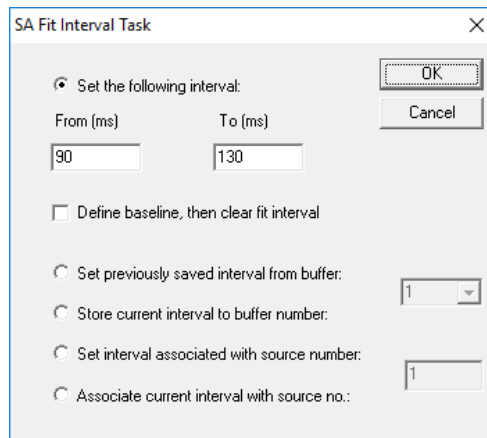 SA Fit Interval Task
OK
Set the following interval:
Cancel
From (ms) To (ms)
90 130
Define baseline, then clear fit interval
Set previously saved interval from buffer:
1
Store current interval to buffer number:
Set interval associated with source number:
1
Associate current interval with source no.: